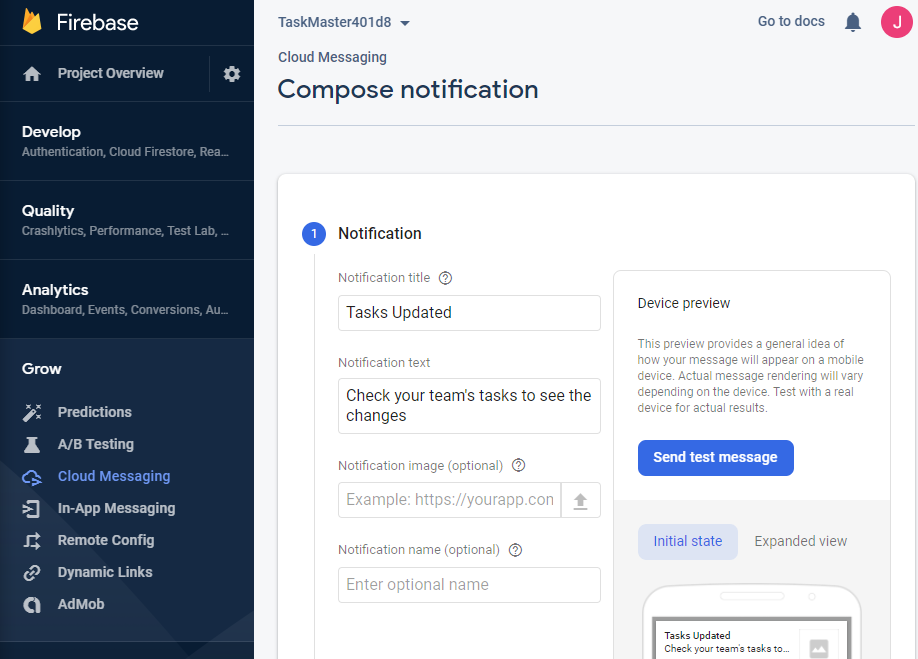 Firebase
Project Overview
Develop
Authentication, Cloud Firestore, Rea...
Quality
Crashlytics, Performance, Test Lab, ...
Analytics
Dashboard, Events, Conversions, Au...
Grow
Predictions
A/B Testing
Cloud Messaging
In-App Messaging
Remote Config
Dynamic Links
AdMob
TaskMaster401d8
Go to docs
J
Cloud Messaging
Compose notification
1 Notification
Notification title ?
Tasks Updated
Notification text
Check your team's tasks to see the
changes
Notification image (optional) ?
Example: https://yourapp.con
Notification name (optional) ?
Enter optional name
Device preview
This preview provides a general idea of
how your message will appear on a mobile
device. Actual message rendering will vary
depending on the device. Test with a real
device for actual results.
Send test message
Initial state
Expanded view
Tasks Updated
Check your team's tasks to...